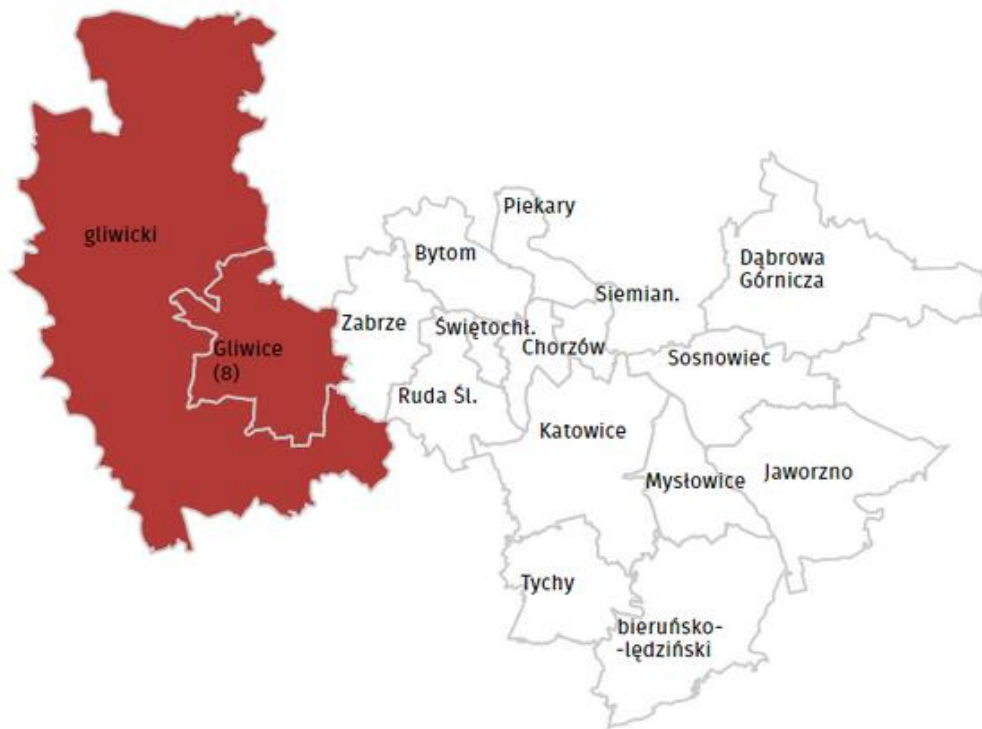 Piekary
gliwicki
Bytom
Dąbrowa
Górnicza
Siemian.
Zabrze
Świętochł.
Chorzów
Gliwice
(8)
Sosnowiec
Ruda Śl.
Katowice
Mysłowice
Jaworzno
Tychy
bieruńsko-
-lędziński